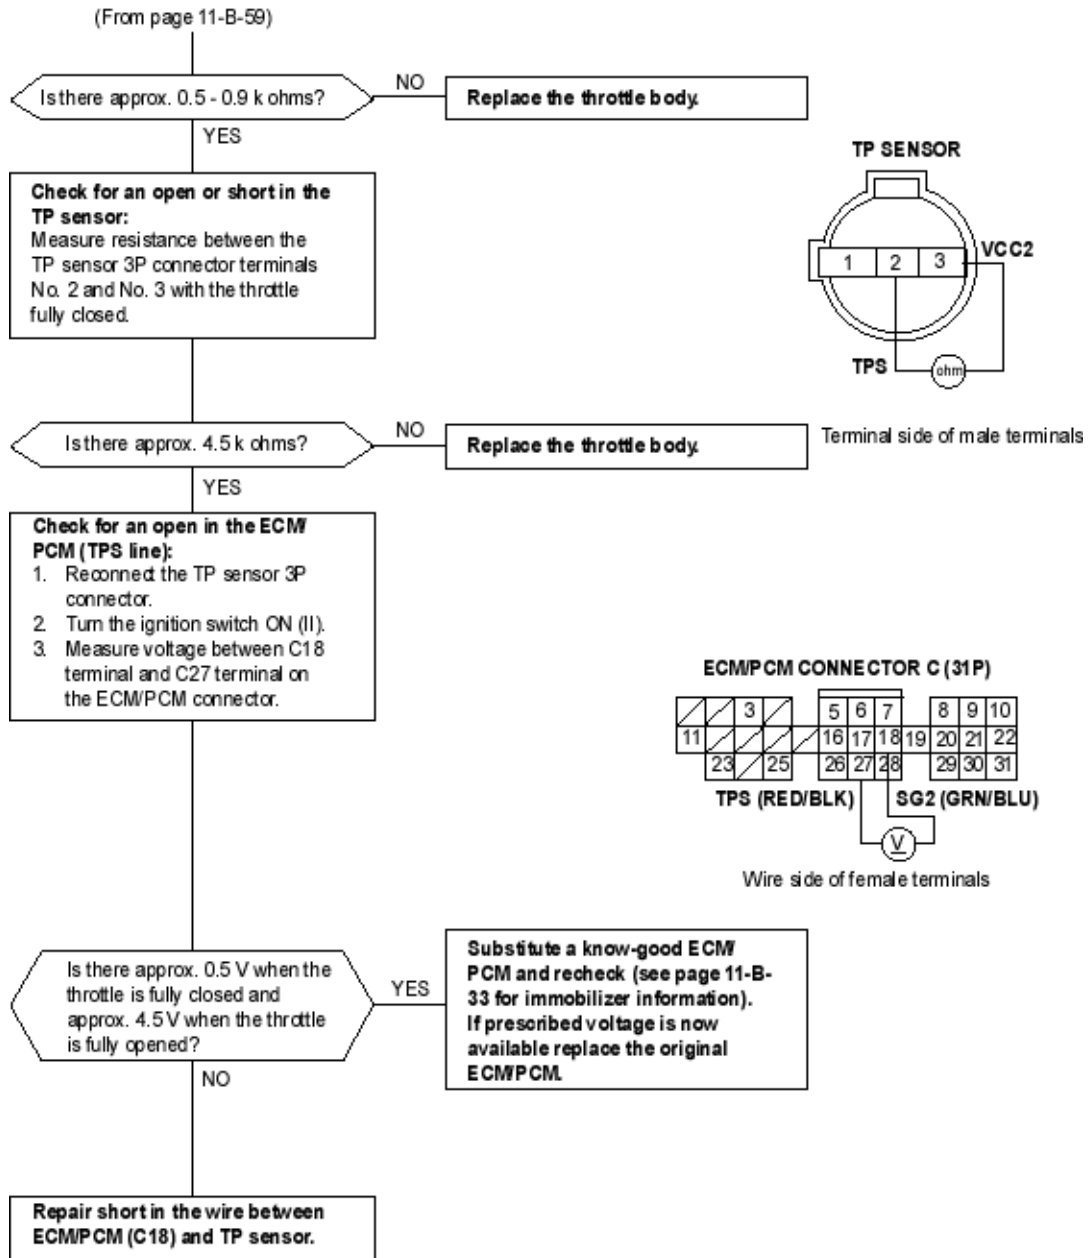 (From page 11-B-59)
Is there approx. 0.5 - 0.9 k ohms?
NO
Replace the throttle body.
YES
Check for an open or short in the
TP sensor:
Measure resistance between the
TP sensor 3P connector terminals
No. 2 and No. 3 with the throttle
fully closed.
TP SENSOR
1 2 3
VCC2
TPS
ohm
Terminal side of male terminals
Is there approx. 4.5 k ohms?
NO
Replace the throttle body.
YES
Check for an open in the ECM/
PCM (TPS line):
1. Reconnect the TP sensor 3P
connector.
2. Turn the ignition switch ON (II).
3. Measure voltage between C18
terminal and C27 terminal on
the ECM/PCM connector.
ECM/PCM CONNECTOR C (31P)
3 5 6 7 8 9 10
11 16 17 18 19 20 21 22
23 25 26 27 28 29 30 31
TPS (RED/BLK) SG2 (GRN/BLU)
V
Wire side of female terminals
Is there approx. 0.5 V when the
throttle is fully closed and
approx. 4.5 V when the throttle
is fully opened?
YES
Substitute a know-good ECM/
PCM and recheck (see page 11-B-
33 for immobilizer information).
If prescribed voltage is now
available replace the original
ECM/PCM.
NO
Repair short in the wire between
ECM/PCM (C18) and TP sensor.